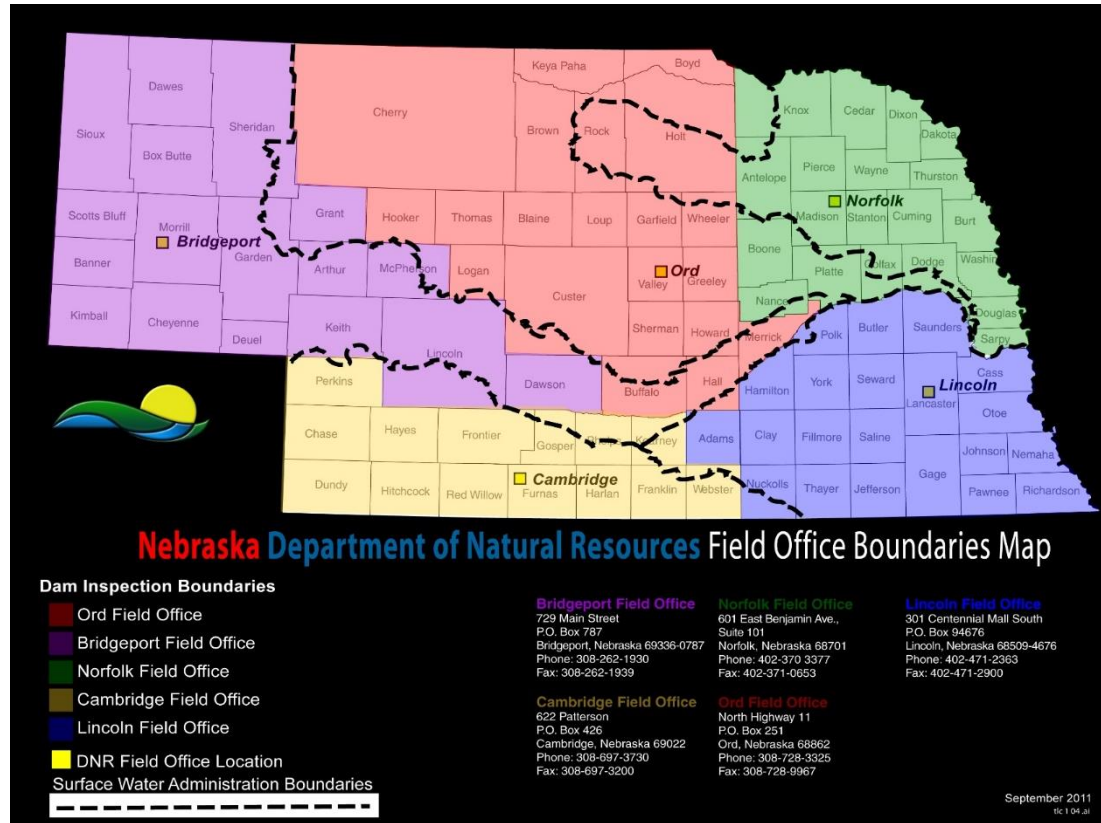 Keya Paha
Boyd
Dawes
Cherry
Knox
Cedar
Dixon
Sioux
Sheridan
Brown
Rock
Holt
Dakota
Box Butte
Pierce
Wayne
Antelope
Thurston
Norfolk
Scotts Bluff
Grant
Hooker
Thomas
Blaine
Loup
Garfield
Wheeler
Madison
Stanton
Cuming
Burt
Morrill
Bridgeport
Garden
Boone
Banner
Arthur
McPherson
Logan
Ord
Valley
Greeley
Platte
Colfax
Dodge
Washin
Custer
Nance
Kimball
Cheyenne
Keith
Sherman
Howard
Merrick
Polk
Butler
Saunders
Douglas
Sarpy
Deuel
Lincoln
Cass
Perkins
Dawson
Buffalo
Hall
Hamilton
York
Seward
Lincoln
Lancaster
Otoe
Chase
Hayes
Frontier
Gosper
Phelps
Kearney
Adams
Clay
Fillmore
Saline
Johnson
Nemaha
Gage
Cambridge
Dundy
Hitchcock
Red Willow
Furnas
Harlan
Franklin
Webster
Nuckolls
Thayer
Jefferson
Pawnee
Richardson
Nebraska Department of Natural Resources Field Office Boundaries Map
Dam Inspection Boundaries
Ord Field Office
Bridgeport Field Office
Norfolk Field Office
Cambridge Field Office
Lincoln Field Office
DNR Field Office Location
Surface Water Administration Boundaries
Bridgeport Field Office
729 Main Street
P.O. Box 787
Bridgeport, Nebraska 69336-0787
Phone: 308-262-1930
Fax: 308-262-1939
Norfolk Field Office
601 East Benjamin Ave.,
Suite 101
Norfolk, Nebraska 68701
Phone: 402-370 3377
Fax: 402-371-0653
Lincoln Field Office
301 Centennial Mall South
P.O. Box 94676
Lincoln, Nebraska 68509-4676
Phone: 402-471-2363
Fax: 402-471-2900
Cambridge Field Office
622 Patterson
P.O. Box 426
Cambridge, Nebraska 69022
Phone: 308-697-3730
Fax: 308-697-3200
Ord Field Office
North Highway 11
P.O. Box 251
Ord, Nebraska 68862
Phone: 308-728-3325
Fax: 308-728-9967
September 2011